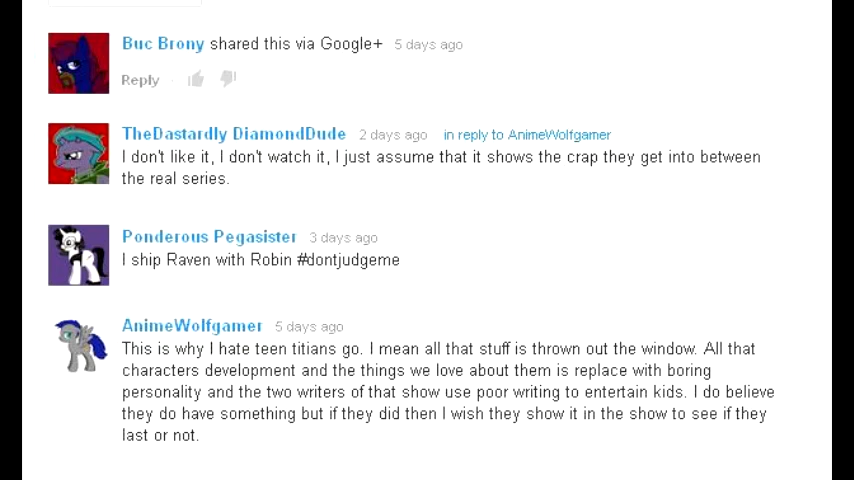 Buc Brony shared this via Google+ 5 days ago
Reply ·
TheDastardly DiamondDude 2 days ago in reply to AnimeWolfgamer
I don't like it, I don't watch it, I just assume that it shows the crap they get into between
the real series.
Ponderous Pegasister 3 days ago
I ship Raven with Robin #dontjudgeme
AnimeWolfgamer 5 days ago
This is why I hate teen titians go. I mean all that stuff is thrown out the window. All that
characters development and the things we love about them is replace with boring
personality and the two writers of that show use poor writing to entertain kids. I do believe
they do have something but if they did then I wish they show it in the show to see if they
last or not.